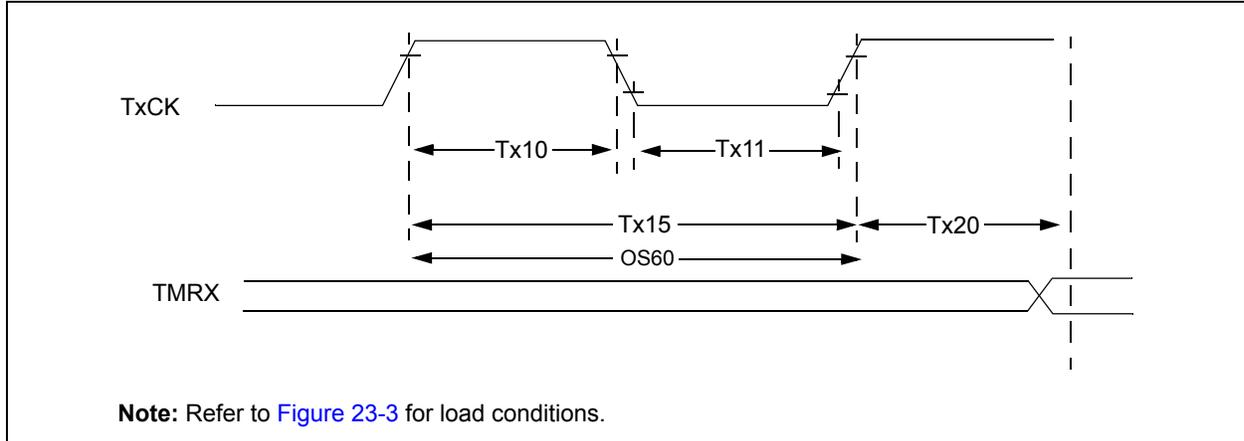 TxCK
Tx10
Tx11
Tx15
Tx20
OS60
TMRX
Note: Refer to Figure 23-3 for load conditions.